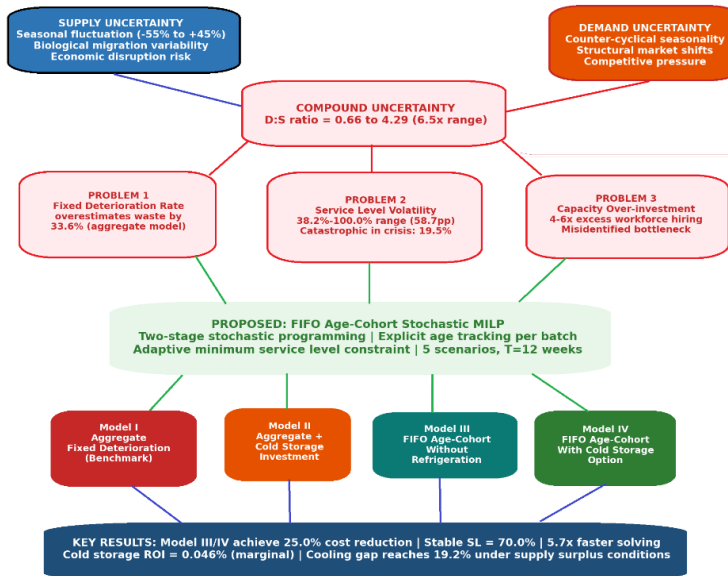 SUPPLY UNCERTAINTY
Seasonal fluctuation (-55% to +45%)
Biological migration variability
Economic disruption risk
DEMAND UNCERTAINTY
Counter-cyclical seasonality
Structural market shifts
Competitive pressure
COMPOUND UNCERTAINTY
D:S ratio = 0.66 to 4.29 (6.5x range)
PROBLEM 1
Fixed Deterioration Rate
overestimates waste by
33.6% (aggregate model)
PROBLEM 2
Service Level Volatility
38.2%-100.0% range (58.7pp)
Catastrophic in crisis: 19.5%
PROBLEM 3
Capacity Over-investment
4-6x excess workforce hiring
Misidentified bottleneck
PROPOSED: FIFO Age-Cohort Stochastic MILP
Two-stage stochastic programming | Explicit age tracking per batch
Adaptive minimum service level constraint | 5 scenarios, T=12 weeks
Model I
Aggregate
Fixed Deterioration
(Benchmark)
Model II
Aggregate +
Cold Storage
Investment
Model III
FIFO Age-Cohort
Without
Refrigeration
Model IV
FIFO Age-Cohort
With Cold Storage
Option
KEY RESULTS: Model III/IV achieve 25.0% cost reduction | Stable SL = 70.0% | 5.7x faster solving
Cold storage ROI = 0.046% (marginal) | Cooling gap reaches 19.2% under supply surplus conditions